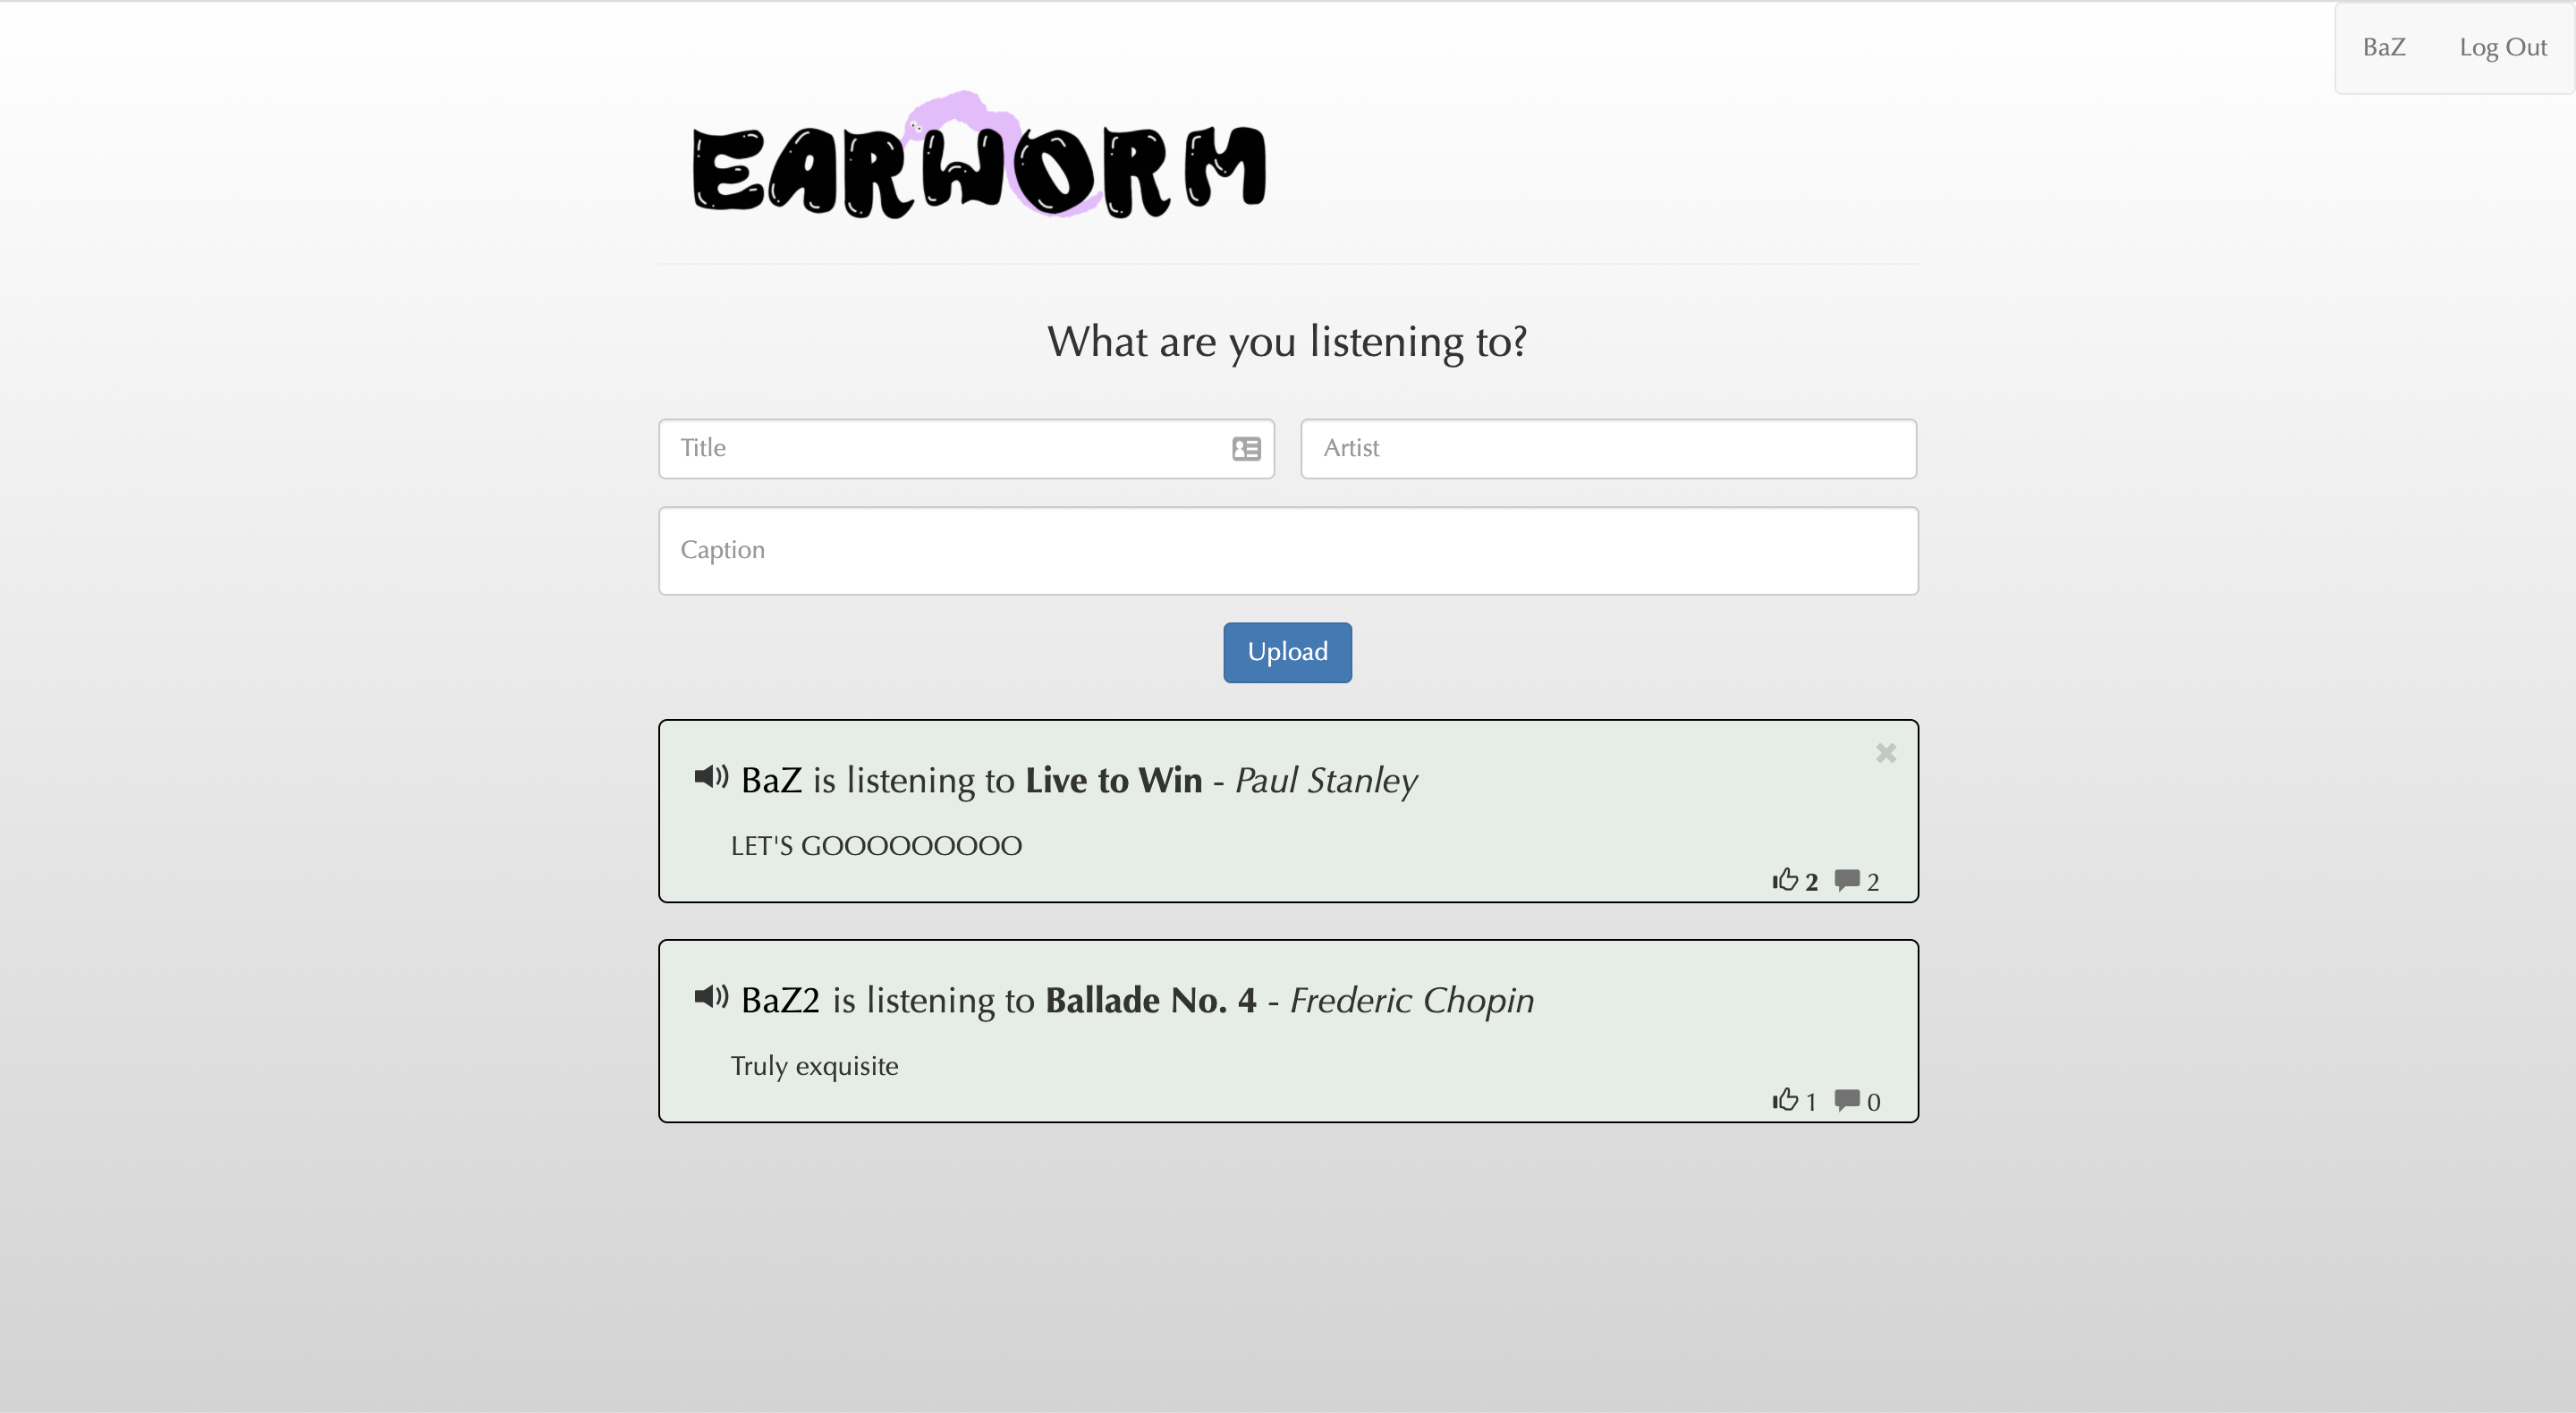 BaZ Log Out
EARWORM
What are you listening to?
Title Artist
Caption
Upload
BaZ is listening to Live to Win - Paul Stanley
LET'S GOOOOOOOOO
2 2
BaZ2 is listening to Ballade No. 4 - Frederic Chopin
Truly exquisite
1 0